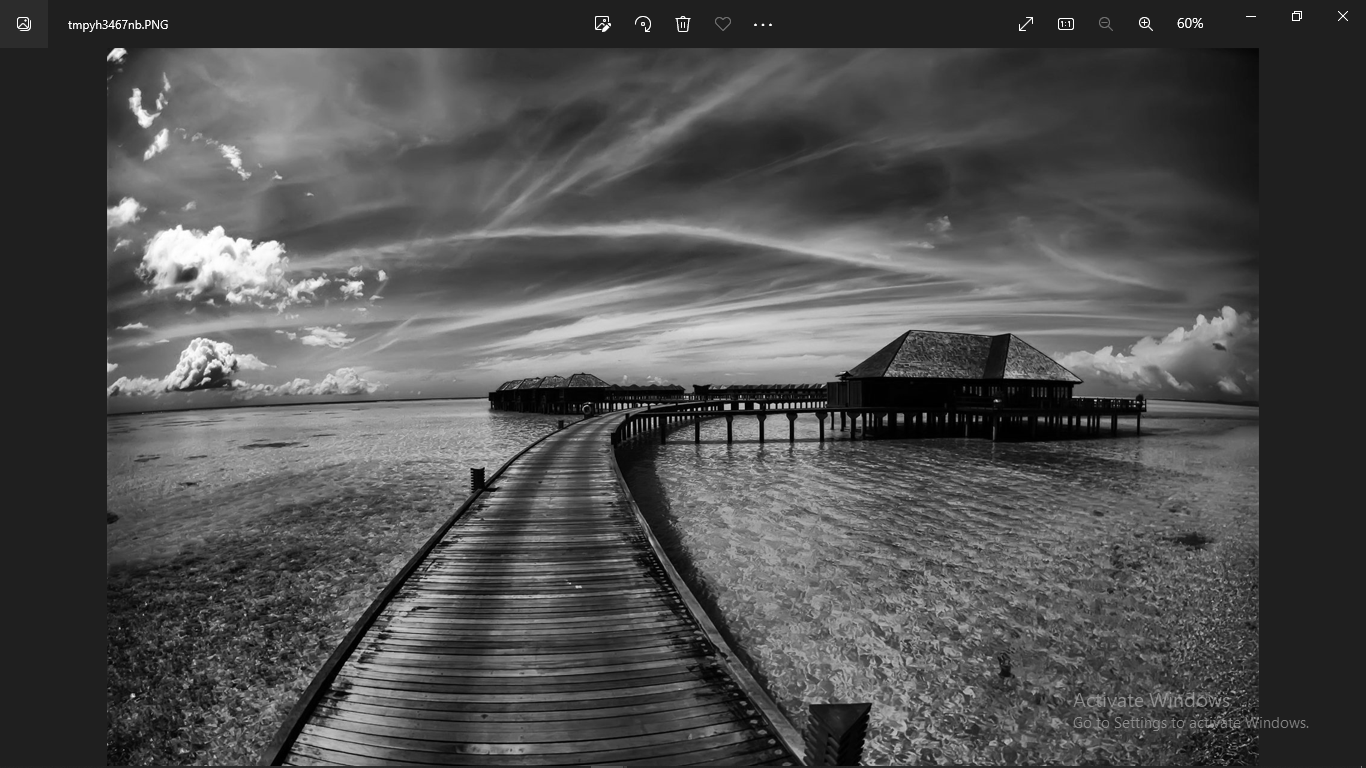 tmpyh3467nb.PNG
60%
Activate Windows
Go to Settings to activate Windows.